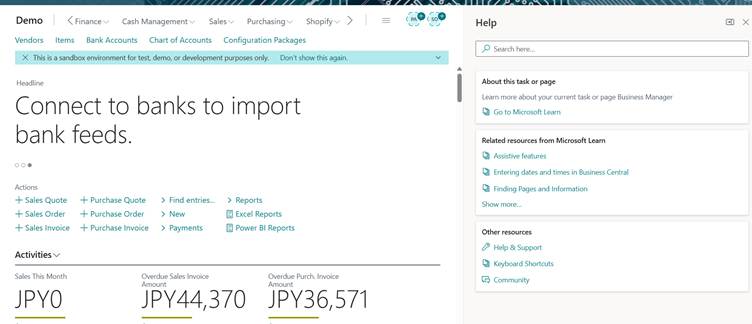 Demo
Finance Cash Management Sales Purchasing Shopify
Vendors Items Bank Accounts Chart of Accounts Configuration Packages
This is a sandbox environment for test, demo, or development purposes only. Don't show this again.
Headline
Connect to banks to import
bank feeds.
Actions
Sales Quote Purchase Quote Find entries... Reports
Sales Order Purchase Order New Excel Reports
Sales Invoice Purchase Invoice Payments Power BI Reports
Activities
Sales This Month Overdue Sales Invoice Amount Overdue Purch. Invoice Amount
JPY0 JPY44,370 JPY36,571
Help
Search here...
About this task or page
Learn more about your current task or page Business Manager
Go to Microsoft Learn
Related resources from Microsoft Learn
Assistive features
Entering dates and times in Business Central
Finding Pages and Information
Show more...
Other resources
Help & Support
Keyboard Shortcuts
Community